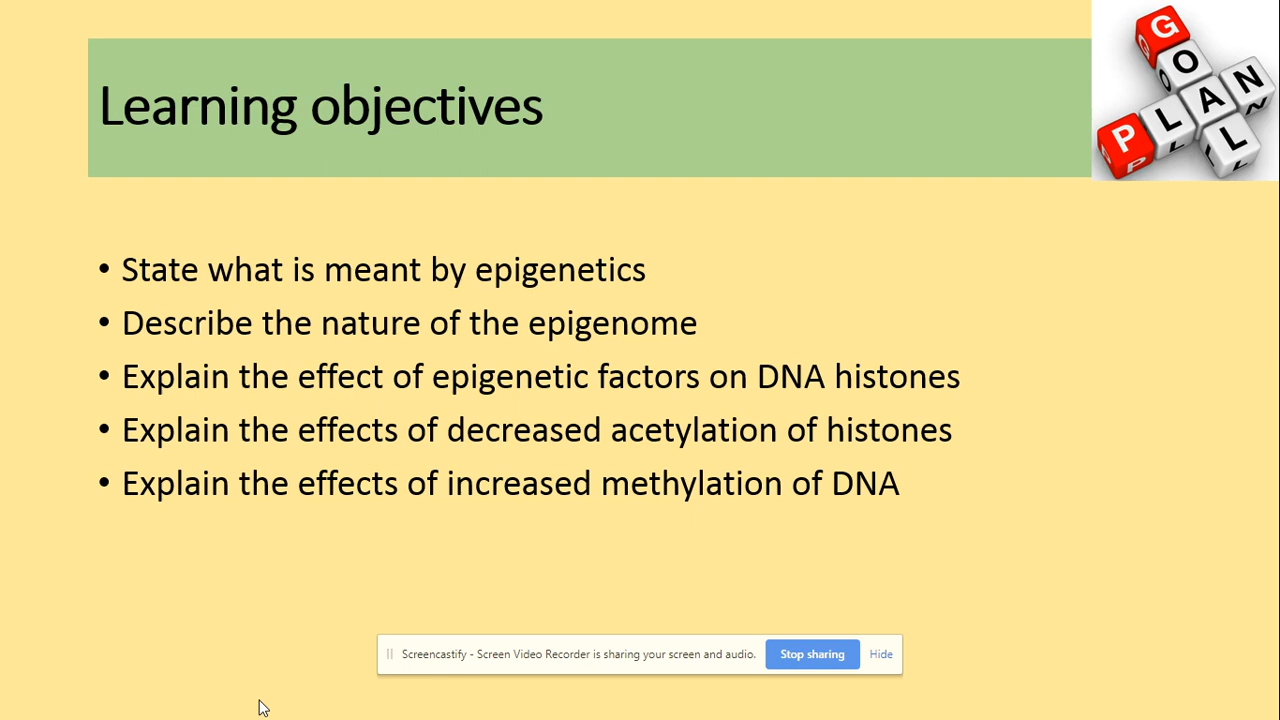 Learning objectives
GOAL
PLAN
• State what is meant by epigenetics
• Describe the nature of the epigenome
• Explain the effect of epigenetic factors on DNA histones
• Explain the effects of decreased acetylation of histones
• Explain the effects of increased methylation of DNA
Screencastify - Screen Video Recorder is sharing your screen and audio. Stop sharing Hide